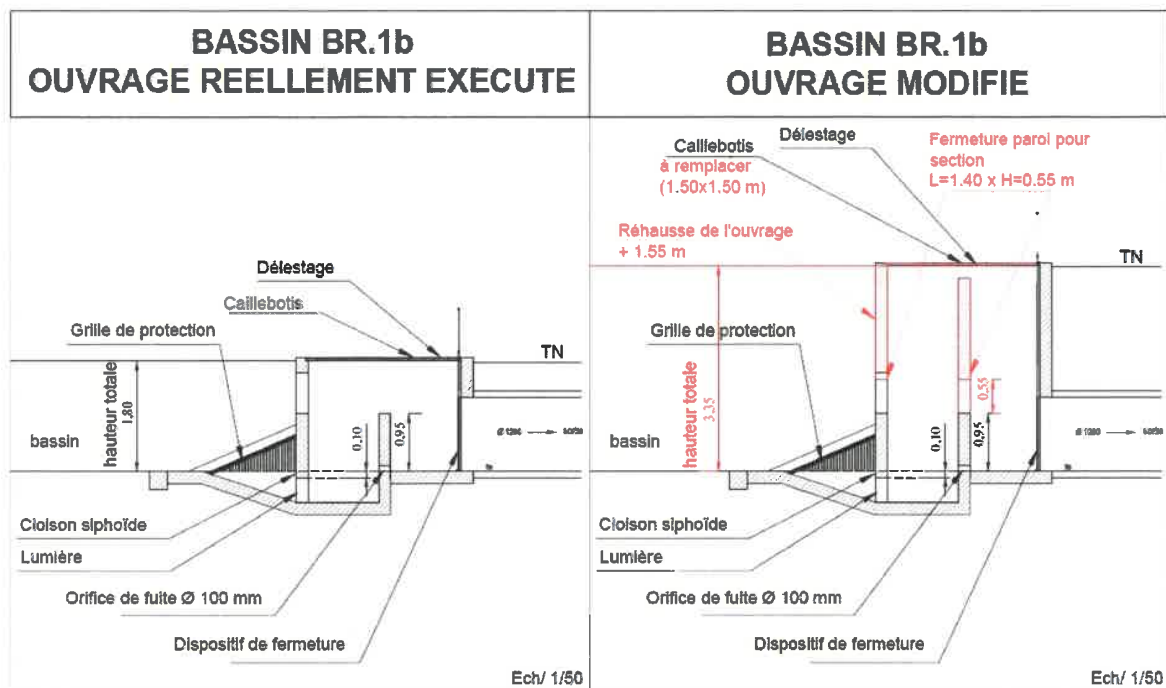 BASSIN BR.1b
OUVRAGE REELLEMENT EXECUTE
Délestage
Caillebotis
Grille de protection
TN
hauteur totale
1,80
0,10
0,95
bassin
Cloison siphoïde
Lumière
Orifice de fuite Ø 100 mm
Dispositif de fermeture
Ech/ 1/50
BASSIN BR.1b
OUVRAGE MODIFIE
Délestage
Caillebotis
à remplacer
(1.50x1.50 m)
Fermeture paroi pour
section
L=1.40 x H=0.55 m
Réhausse de l'ouvrage
+ 1.55 m
TN
Grille de protection
hauteur totale
3,35
0,55
0,10
0,95
bassin
Cloison siphoïde
Lumière
Orifice de fuite Ø 100 mm
Dispositif de fermeture
Ech/ 1/50